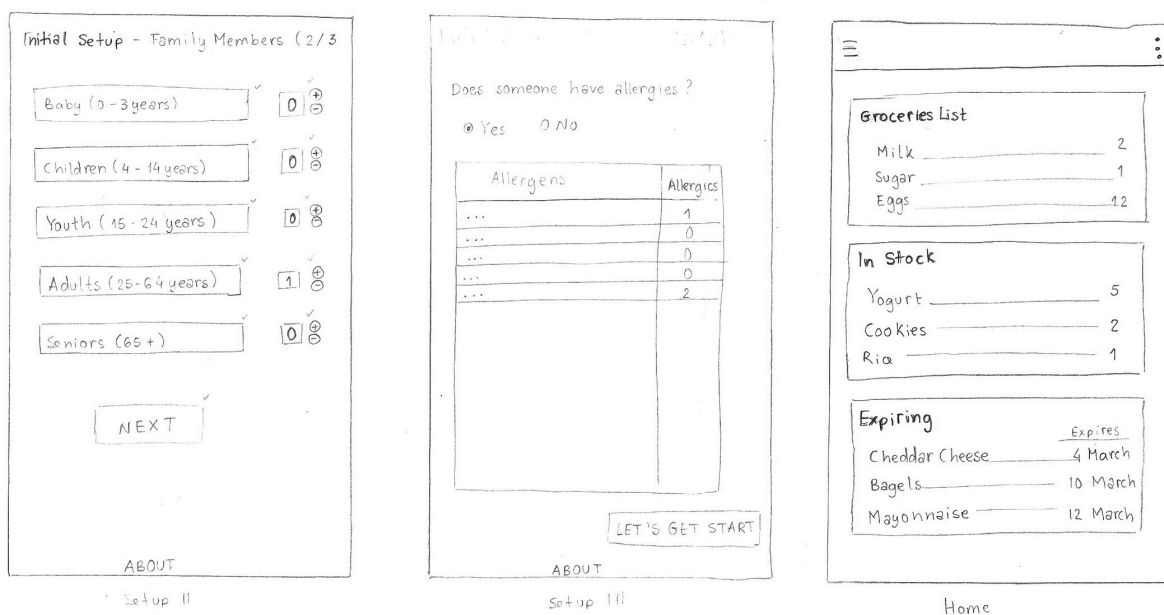 Initial Setup - Family Members (2/3
Baby (0 - 3 years) 0 + -
Children (4 - 14 years) 0 + -
Youth (15 - 24 years) 0 + -
Adults (25-64 years) 1 + -
Seniors (65+) 0 + -
NEXT
ABOUT
Setup II
Does someone have allergies?
Yes No
Allergens Allergics
... 1
... 0
... 0
... 0
... 2
LET'S GET START
ABOUT
Setup III
Groceries List
Milk 2
Sugar 1
Eggs 12
In Stock
Yogurt 5
Cookies 2
1
Expiring
Expires
Cheddar Cheese 4 March
Bagels 10 March
Mayonnaise 12 March
Home